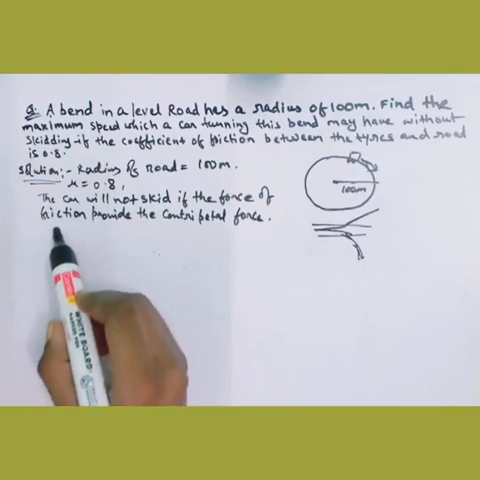 Q:- A bend in a level Road has a radius of 100m. Find the
maximum speed which a car turning this bend may have without
skidding if the coefficient of friction between the tyres and road
is 0.8.
Solution:- Radius of road = 100m.
μ = 0.8,
The car will not skid if the force of
friction provide the centripetal force.
100m
WHITE BOARD
MARKER PEN